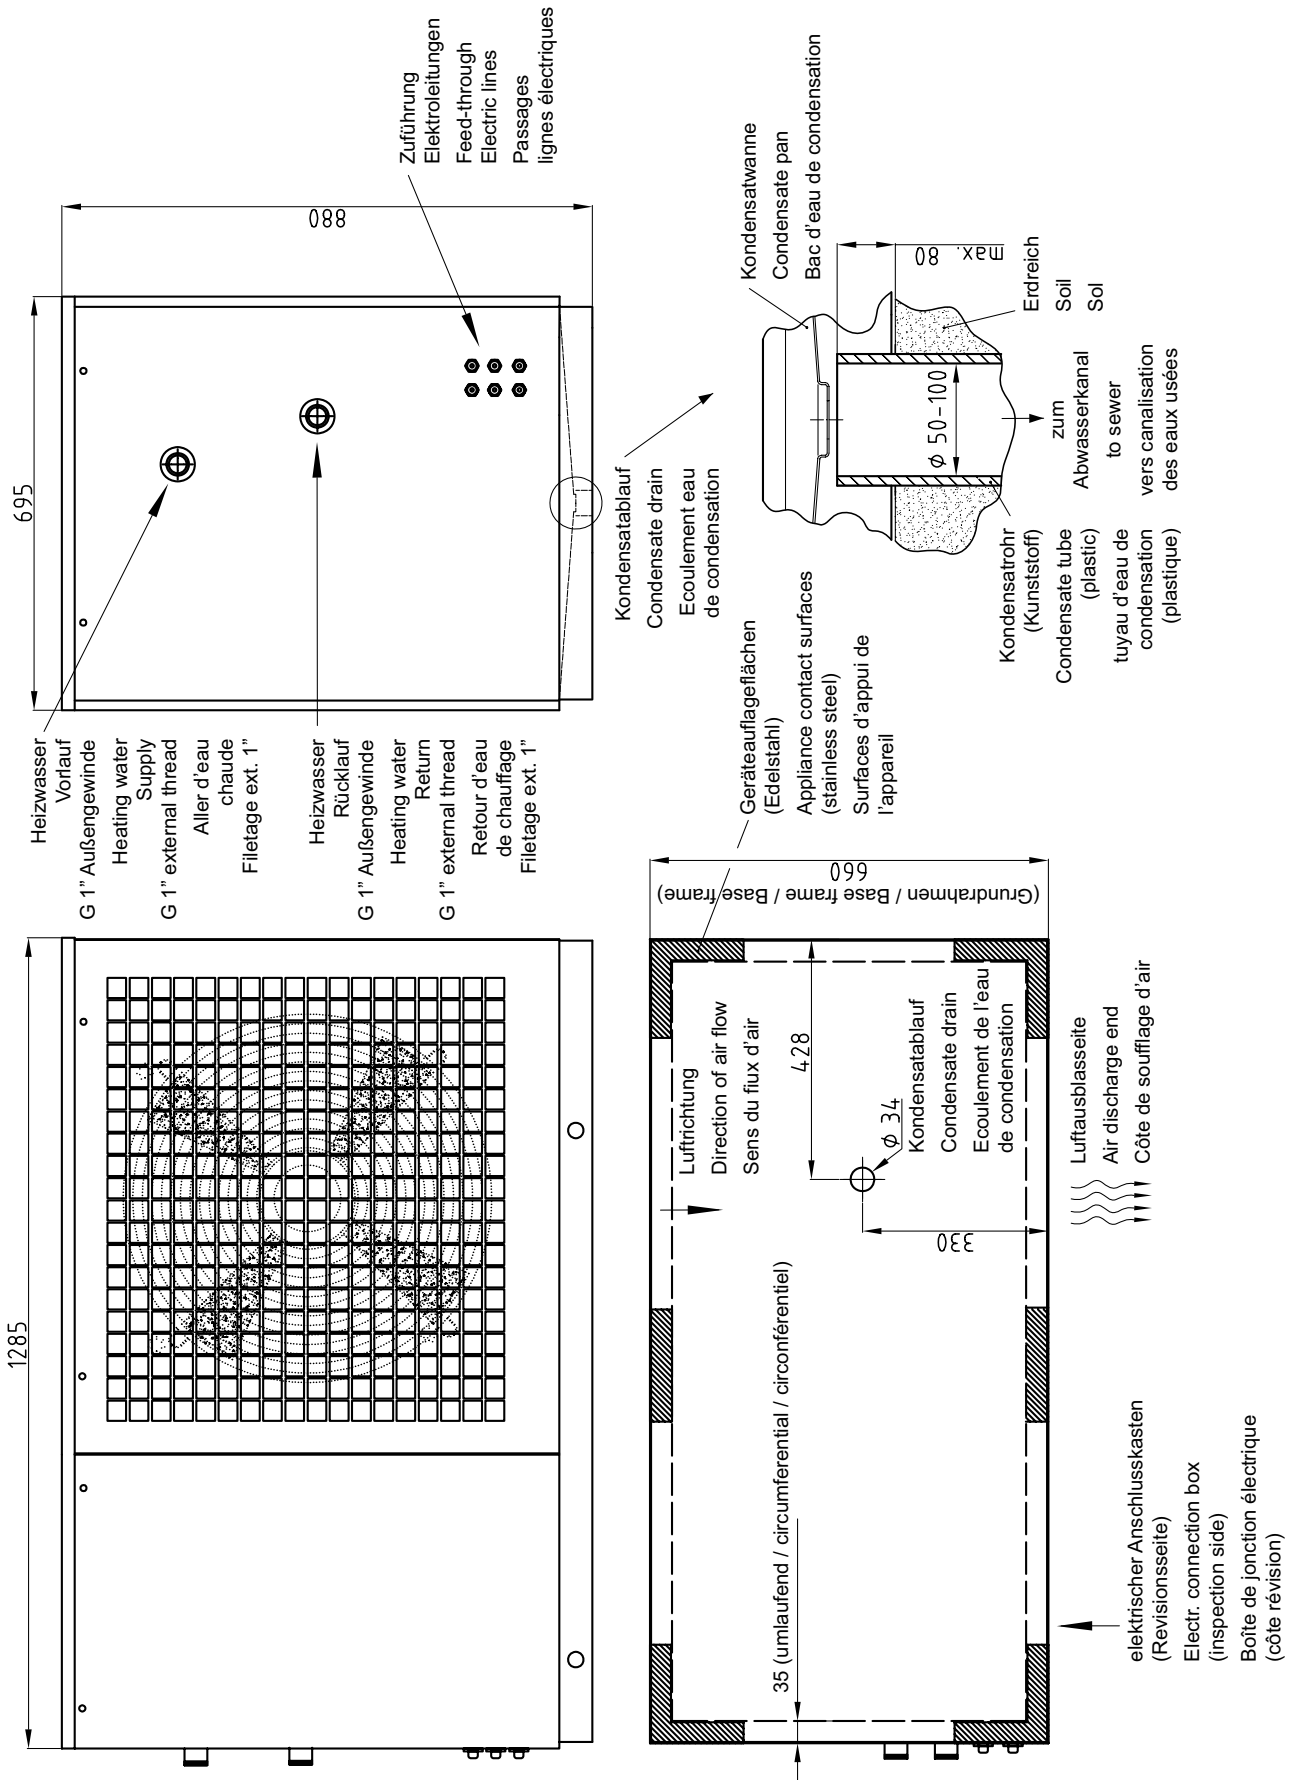 1285
695
880
Heizwasser
Vorlauf
G 1” Außengewinde
Heating water
Supply
G 1” external thread
Aller d’eau
chaude
Filetage ext. 1”
Heizwasser
Rücklauf
G 1” Außengewinde
Heating water
Return
G 1” external thread
Retour d’eau
de chauffage
Filetage ext. 1”
Zuführung
Elektroleitungen
Feed-through
Electric lines
Passages
lignes électriques
Kondensatablauf
Condensate drain
Ecoulement eau
de condensation
Kondensatwanne
Condensate pan
Bac d’eau de condensation
max. 80
Erdreich
Soil
Sol
ϕ 50-100
zum
Abwasserkanal
to sewer
vers canalisation
des eaux usées
Kondensatrohr
(Kunststoff)
Condensate tube
(plastic)
tuyau d’eau de
condensation
(plastique)
Geräteauflageflächen
(Edelstahl)
Appliance contact surfaces
(stainless steel)
Surfaces d’appui de
l’appareil
660
(Grundrahmen / Base frame / Base frame)
Luftrichtung
Direction of air flow
Sens du fiux d’air
428
ϕ 34
Kondensatablauf
Condensate drain
Ecoulement de l’eau
de condensation
330
35 (umlaufend / circumferential / circonférentiel)
Luftausblasseite
Air discharge end
Côte de soufflage d’air
elektrischer Anschlusskasten
(Revisionsseite)
Electr. connection box
(inspection side)
Boîte de jonction électrique
(côte révision)